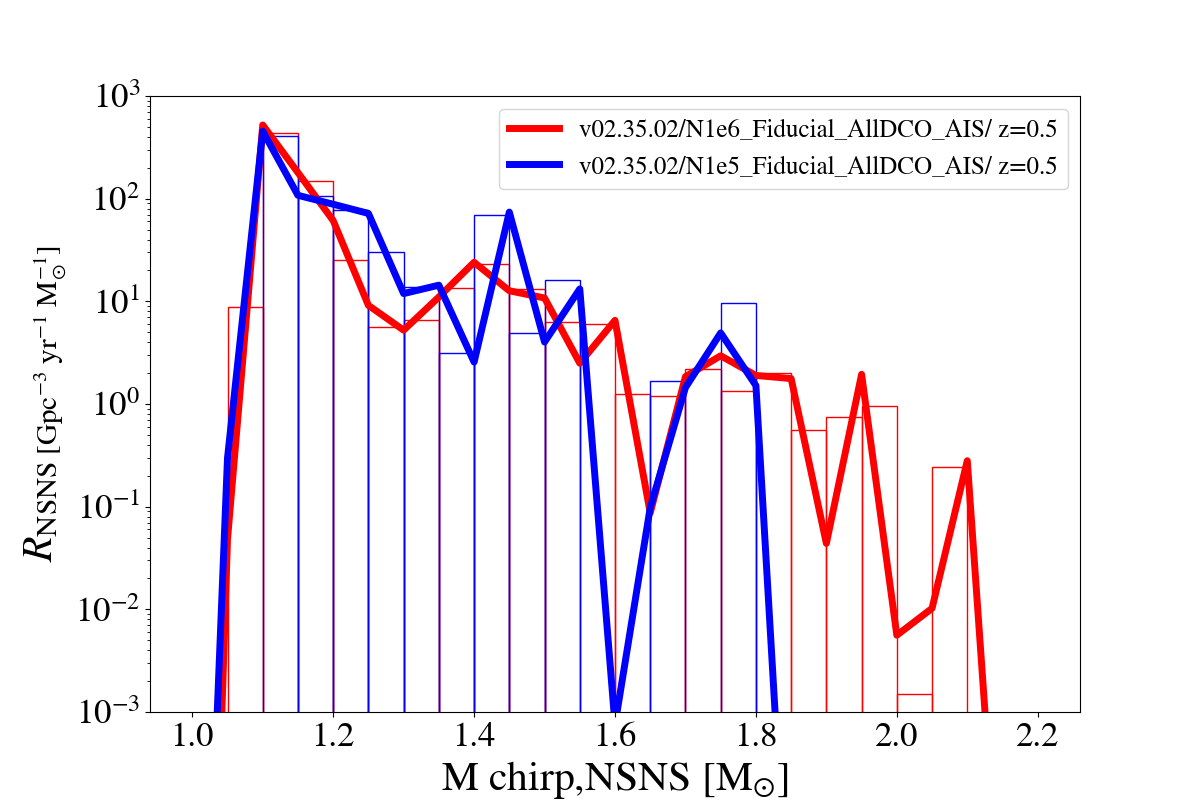 v02.35.02/N1e6_Fiducial_AllDCO_AIS/ z=0.5
v02.35.02/N1e5_Fiducial_AllDCO_AIS/ z=0.5
R_NSNS [Gpc⁻³ yr⁻¹ M_⊙⁻¹]
10³
10²
10¹
10⁰
10⁻¹
10⁻²
10⁻³
1.0 1.2 1.4 1.6 1.8 2.0 2.2
M chirp,NSNS [M_⊙]